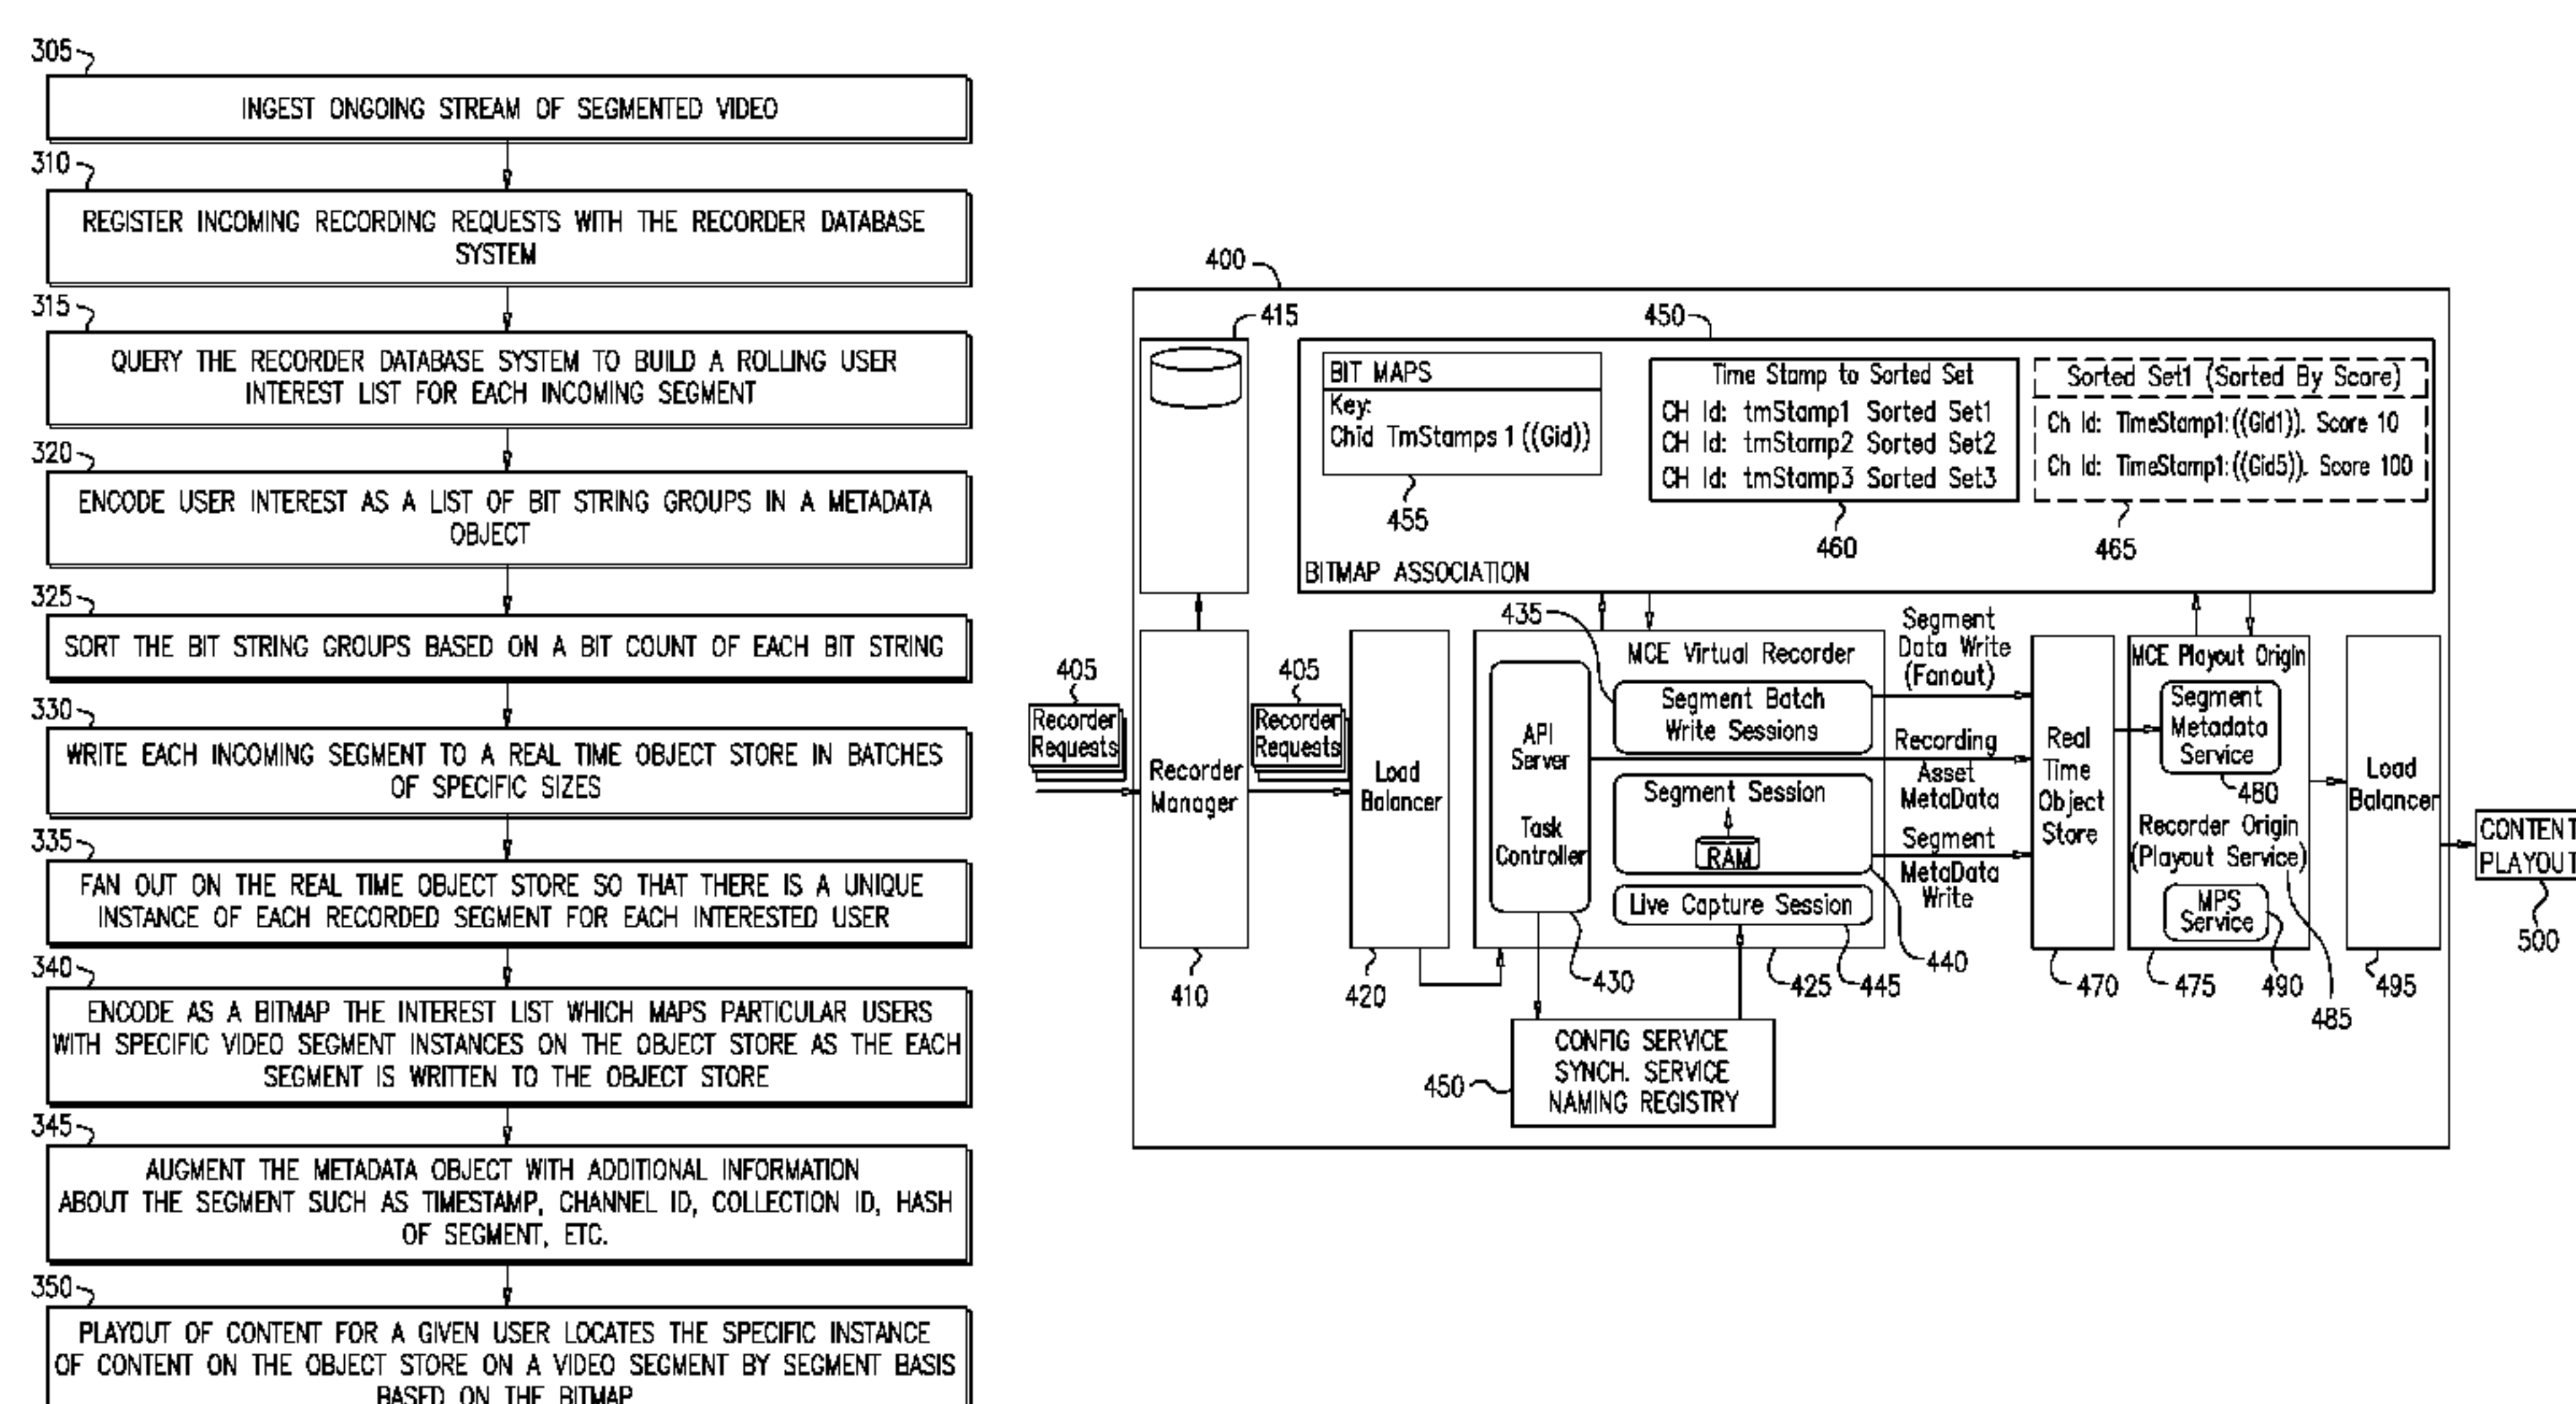 305
INGEST ONGOING STREAM OF SEGMENTED VIDEO
310
REGISTER INCOMING RECORDING REQUESTS WITH THE RECORDER DATABASE
SYSTEM
315
QUERY THE RECORDER DATABASE SYSTEM TO BUILD A ROLLING USER
INTEREST LIST FOR EACH INCOMING SEGMENT
320
ENCODE USER INTEREST AS A LIST OF BIT STRING GROUPS IN A METADATA
OBJECT
325
SORT THE BIT STRING GROUPS BASED ON A BIT COUNT OF EACH BIT STRING
330
WRITE EACH INCOMING SEGMENT TO A REAL TIME OBJECT STORE IN BATCHES
OF SPECIFIC SIZES
335
FAN OUT ON THE REAL TIME OBJECT STORE SO THAT THERE IS A UNIQUE
INSTANCE OF EACH RECORDED SEGMENT FOR EACH INTERESTED USER
340
ENCODE AS A BITMAP THE INTEREST LIST WHICH MAPS PARTICULAR USERS
WITH SPECIFIC VIDEO SEGMENT INSTANCES ON THE OBJECT STORE AS THE EACH
SEGMENT IS WRITTEN TO THE OBJECT STORE
345
AUGMENT THE METADATA OBJECT WITH ADDITIONAL INFORMATION
ABOUT THE SEGMENT SUCH AS TIMESTAMP, CHANNEL ID, COLLECTION ID, HASH
OF SEGMENT, ETC.
350
PLAYOUT OF CONTENT FOR A GIVEN USER LOCATES THE SPECIFIC INSTANCE
OF CONTENT ON THE OBJECT STORE ON A VIDEO SEGMENT BY SEGMENT BASIS
BASED ON THE BITMAP
400
415
450
BIT MAPS
Key:
Chid TmStamps 1 ((Gid))
455
Time Stamp to Sorted Set
CH Id: tmStamp1 Sorted Set1
CH Id: tmStamp2 Sorted Set2
CH Id: tmStamp3 Sorted Set3
460
Sorted Set1 (Sorted By Score)
Ch Id: TimeStamp1:((Gid1)). Score 10
Ch Id: TimeStamp1:((Gid5)). Score 100
465
BITMAP ASSOCIATION
405
Recorder
Requests
Recorder
Manager
410
405
Recorder
Requests
Load
Balancer
420
435
MCE Virtual Recorder
API
Server
Task
Controller
430
Segment Batch
Write Sessions
Segment Session
RAM
440
Live Capture Session
425
445
Segment
Data Write
(Fanout)
Recording
Asset
MetaData
Segment
MetaData
Write
Real
Time
Object
Store
470
MCE Playout Origin
Segment
Metadata
Service
480
Recorder Origin
(Playout Service)
MPS
Service
475
490
485
Load
Balancer
495
CONTENT
PLAYOUT
500
450
CONFIG SERVICE
SYNCH. SERVICE
NAMING REGISTRY